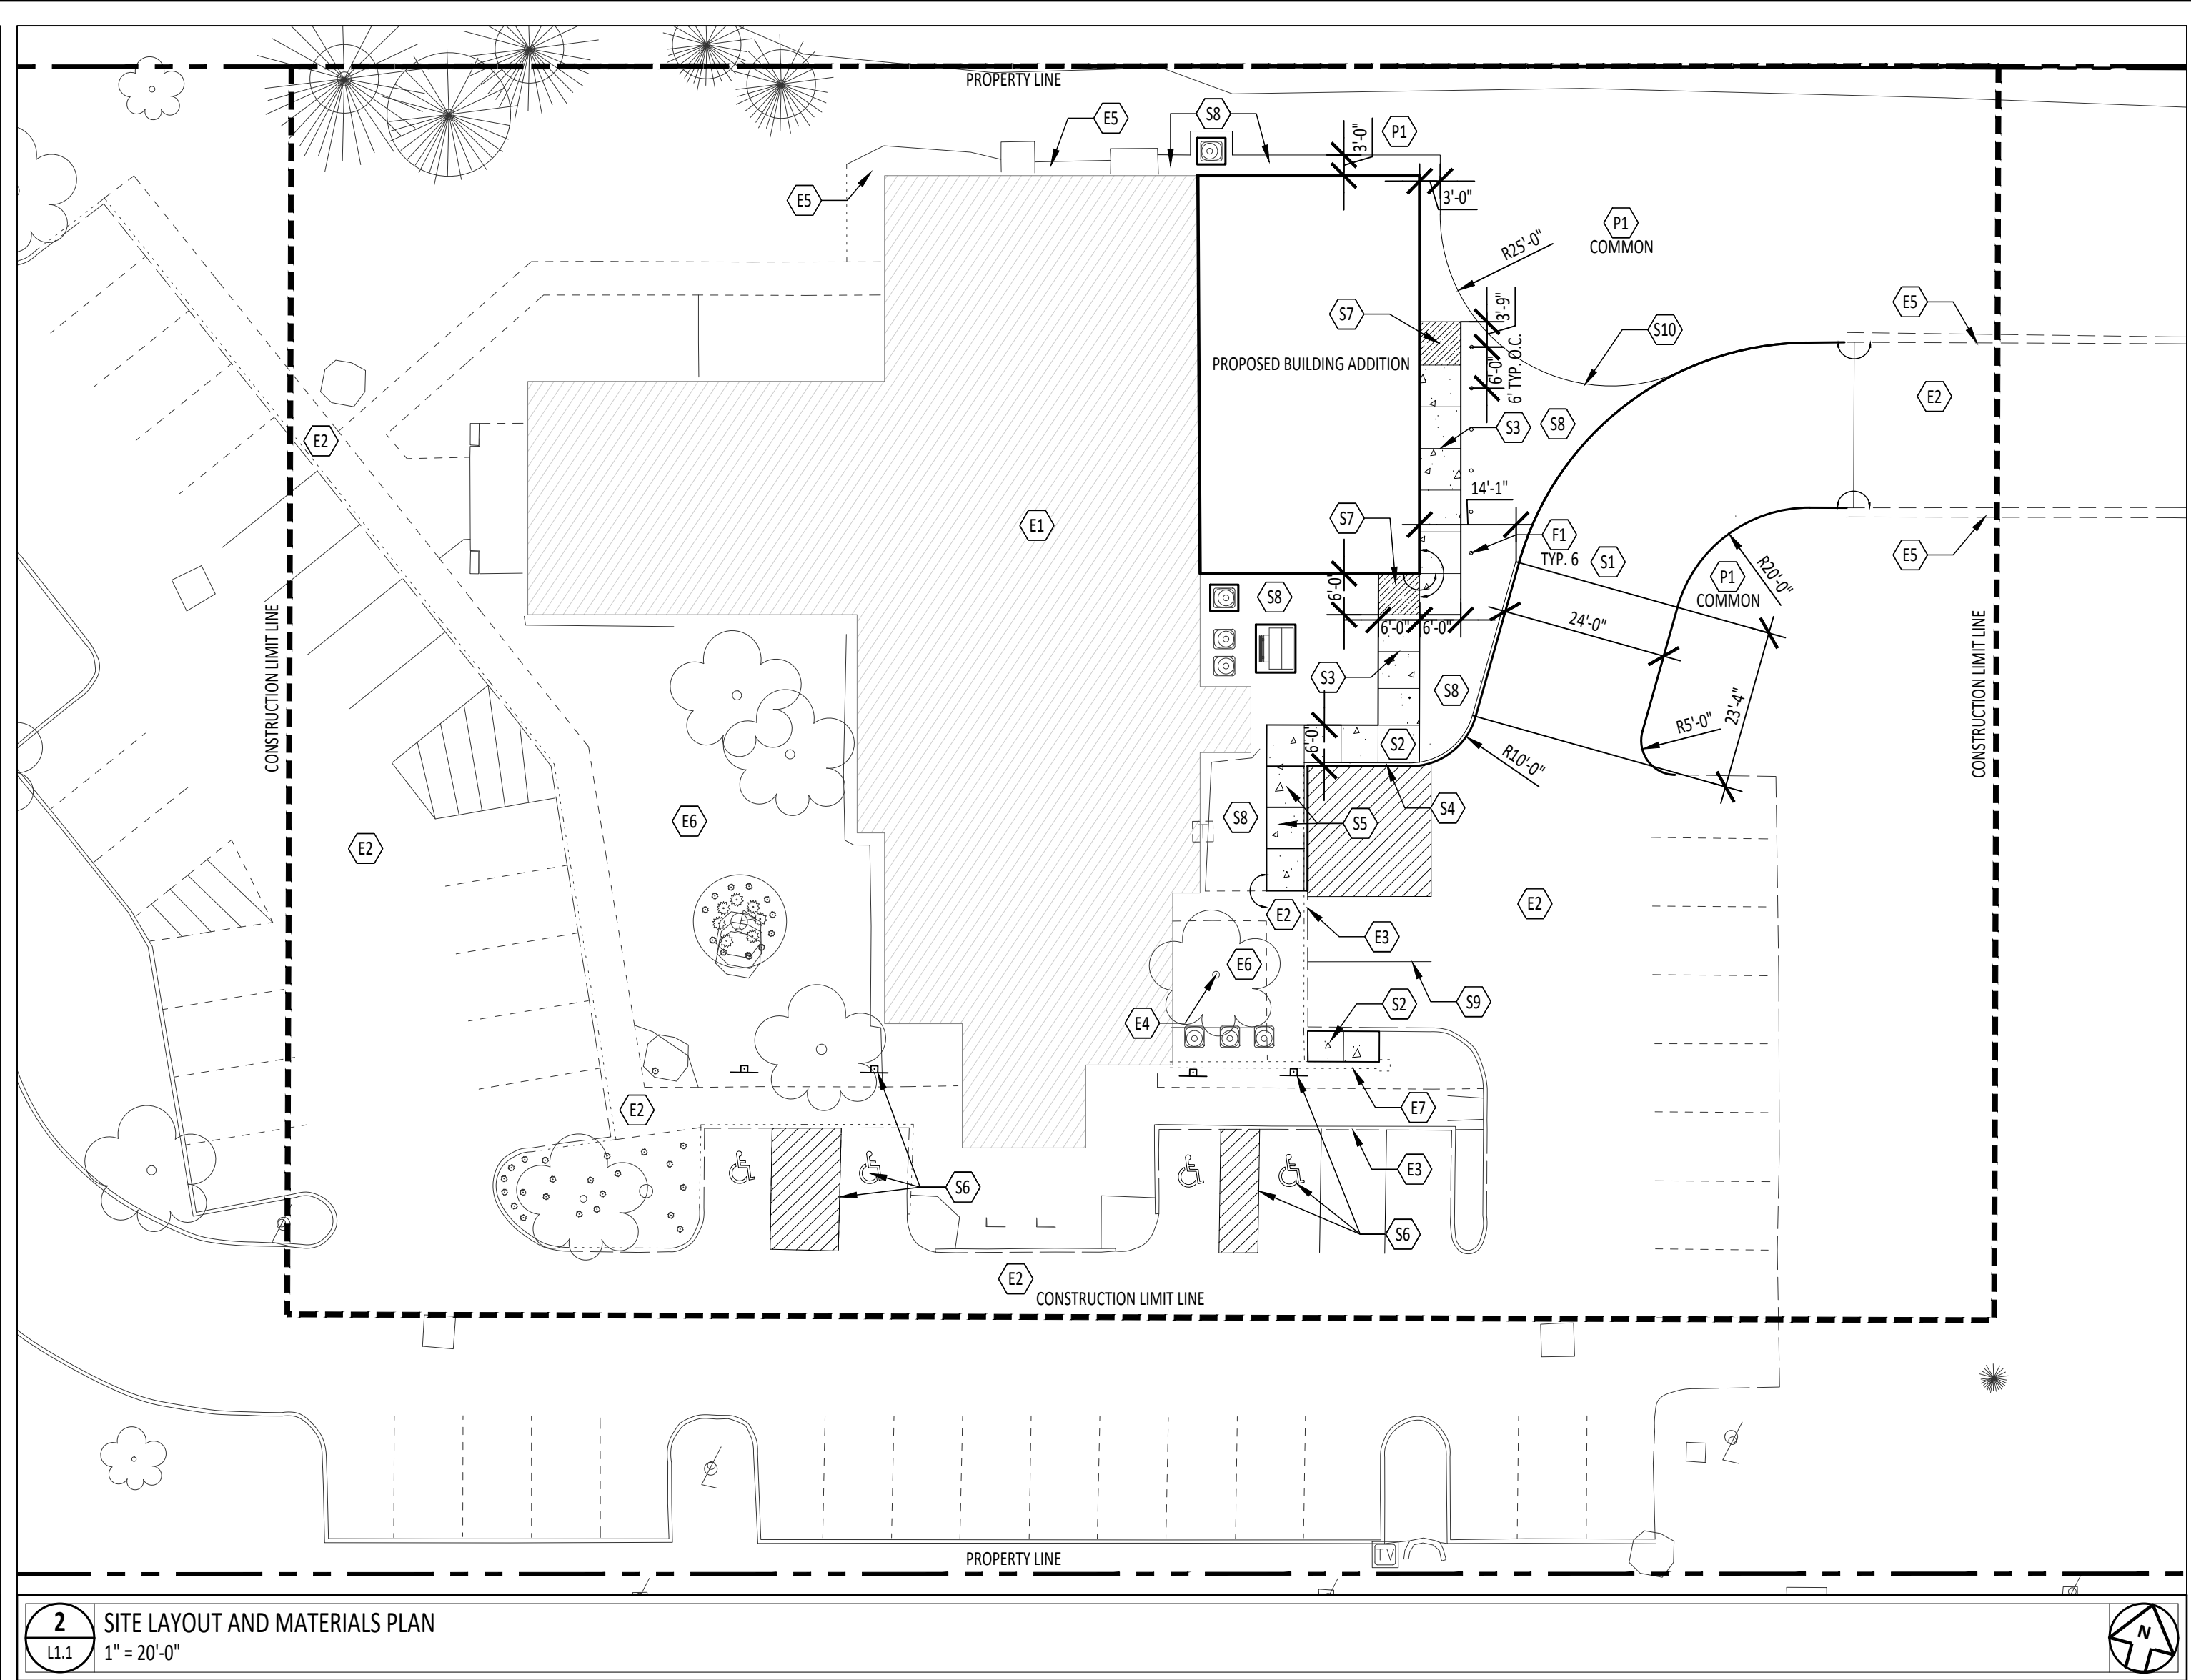 PROPERTY LINE
E5
S8
3'-0"
P1
E5
3'-0"
P1
COMMON
R25'-0"
3'-9"
E5
S7
S10
PROPOSED BUILDING ADDITION
6'-0"
6' TYP. O.C.
E2
S3
S8
E2
14'-1"
E1
S7
F1
TYP. 6
S1
E5
R20'-0"
P1
COMMON
S8
6'-0"
24'-0"
6'-0"
6'-0"
CONSTRUCTION LIMIT LINE
CONSTRUCTION LIMIT LINE
S3
S8
R5'-0"
23'-4"
6'-0"
S2
R10'-0"
S4
E6
S8
S5
T
E2
E2
E2
E3
E6
S9
S2
E4
E7
E2
E3
S6
S6
E2
CONSTRUCTION LIMIT LINE
TV
PROPERTY LINE
2
L1.1
SITE LAYOUT AND MATERIALS PLAN
1" = 20'-0"
N